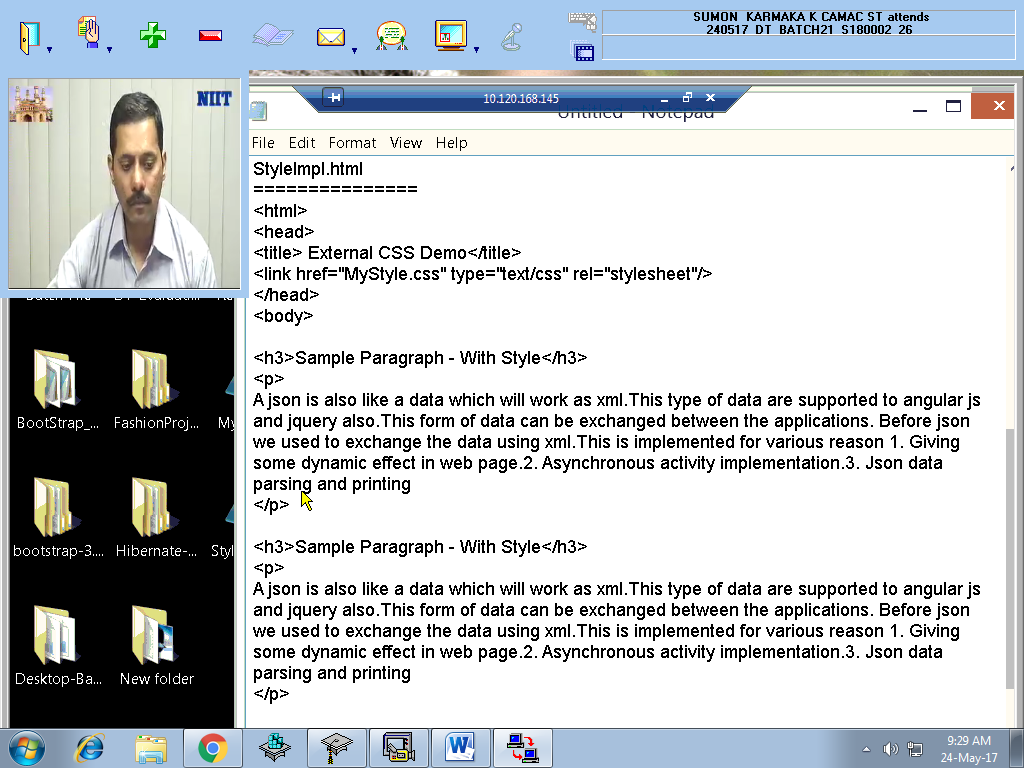 SUMON KARMAKA K CAMAC ST attends
240517 DT BATCH21 S180002 26
NIIT
10.120.168.145
Untitled - Notepad
File Edit Format View Help
StyleImpl.html
===============
<html>
<head>
<title> External CSS Demo</title>
<link href="MyStyle.css" type="text/css" rel="stylesheet"/>
</head>
<body>
<h3>Sample Paragraph - With Style</h3>
<p>
A json is also like a data which will work as xml.This type of data are supported to angular js
and jquery also.This form of data can be exchanged between the applications. Before json
we used to exchange the data using xml.This is implemented for various reason 1. Giving
some dynamic effect in web page.2. Asynchronous activity implementation.3. Json data
parsing and printing
</p>
<h3>Sample Paragraph - With Style</h3>
<p>
A json is also like a data which will work as xml.This type of data are supported to angular js
and jquery also.This form of data can be exchanged between the applications. Before json
we used to exchange the data using xml.This is implemented for various reason 1. Giving
some dynamic effect in web page.2. Asynchronous activity implementation.3. Json data
parsing and printing
</p>
BootStrap_... FashionProj... My
bootstrap-3.... Hibernate-... Styl
Desktop-Ba... New folder
9:29 AM
24-May-17